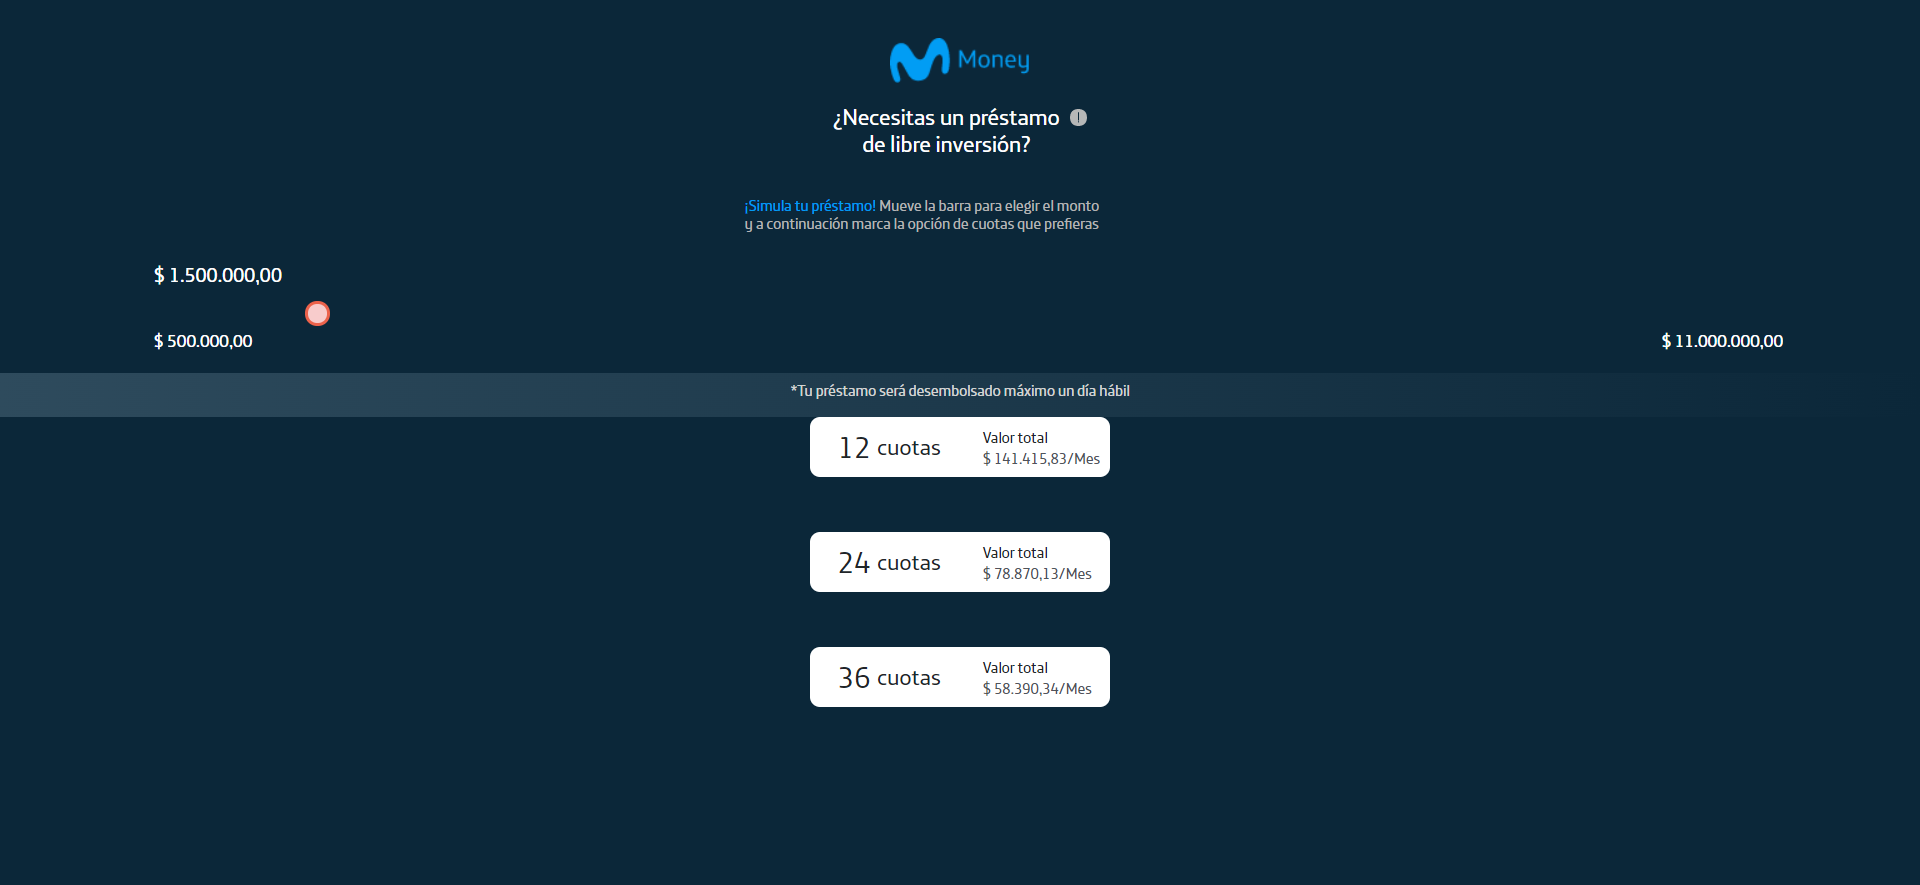 Money
¿Necesitas un préstamo
de libre inversión?
¡Simula tu préstamo! Mueve la barra para elegir el monto
y a continuación marca la opción de cuotas que prefieras
$ 1.500.000,00
$ 500.000,00
$ 11.000.000,00
*Tu préstamo será desembolsado máximo un día hábil
12 cuotas
Valor total
$ 141.415,83/Mes
24 cuotas
Valor total
$ 78.870,13/Mes
36 cuotas
Valor total
$ 58.390,34/Mes